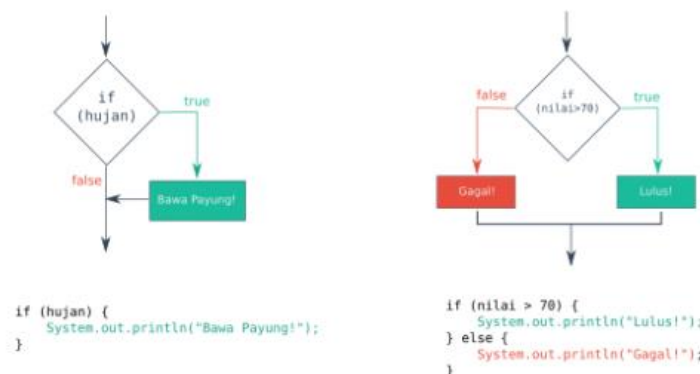 if
(hujan)
true
false
Bawa Payung!
if (hujan) {
    System.out.println("Bawa Payung!");
}
if
(nilai>70)
false
true
Gagal!
Lulus!
if (nilai > 70) {
    System.out.println("Lulus!");
} else {
    System.out.println("Gagal!");
}